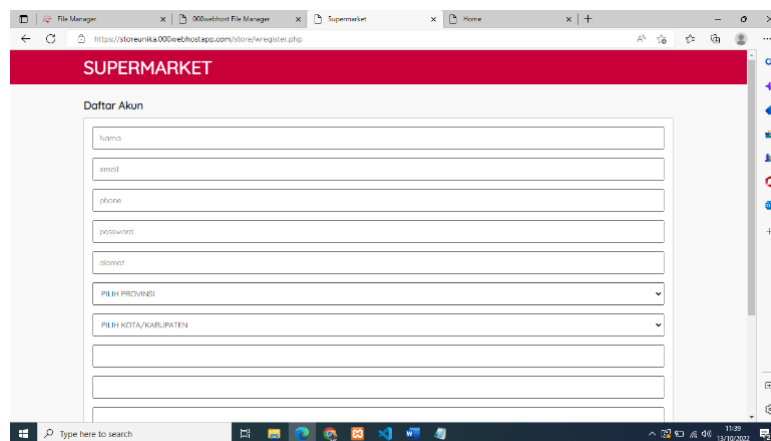 File Manager
000webhost File Manager
Supermarket
Home
https://storeunika.000webhostapp.com/store/wregister.php
SUPERMARKET
Daftar Akun
Nama
email
phone
password
alamat
PILIH PROVINSI
PILIH KOTA/KABUPATEN
Type here to search
11:39
13/10/2022